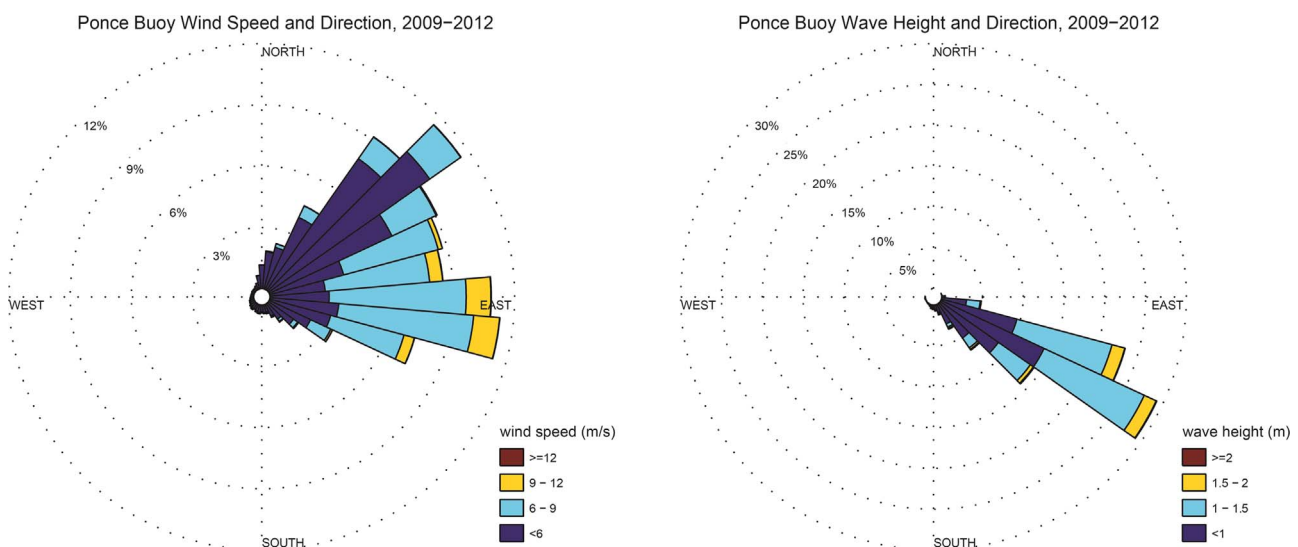 Ponce Buoy Wind Speed and Direction, 2009−2012
NORTH
12%
9%
6%
3%
WEST
EAST
SOUTH
wind speed (m/s)
>=12
9 − 12
6 − 9
<6
Ponce Buoy Wave Height and Direction, 2009−2012
NORTH
30%
25%
20%
15%
10%
5%
WEST
EAST
SOUTH
wave height (m)
>=2
1.5 − 2
1 − 1.5
<1